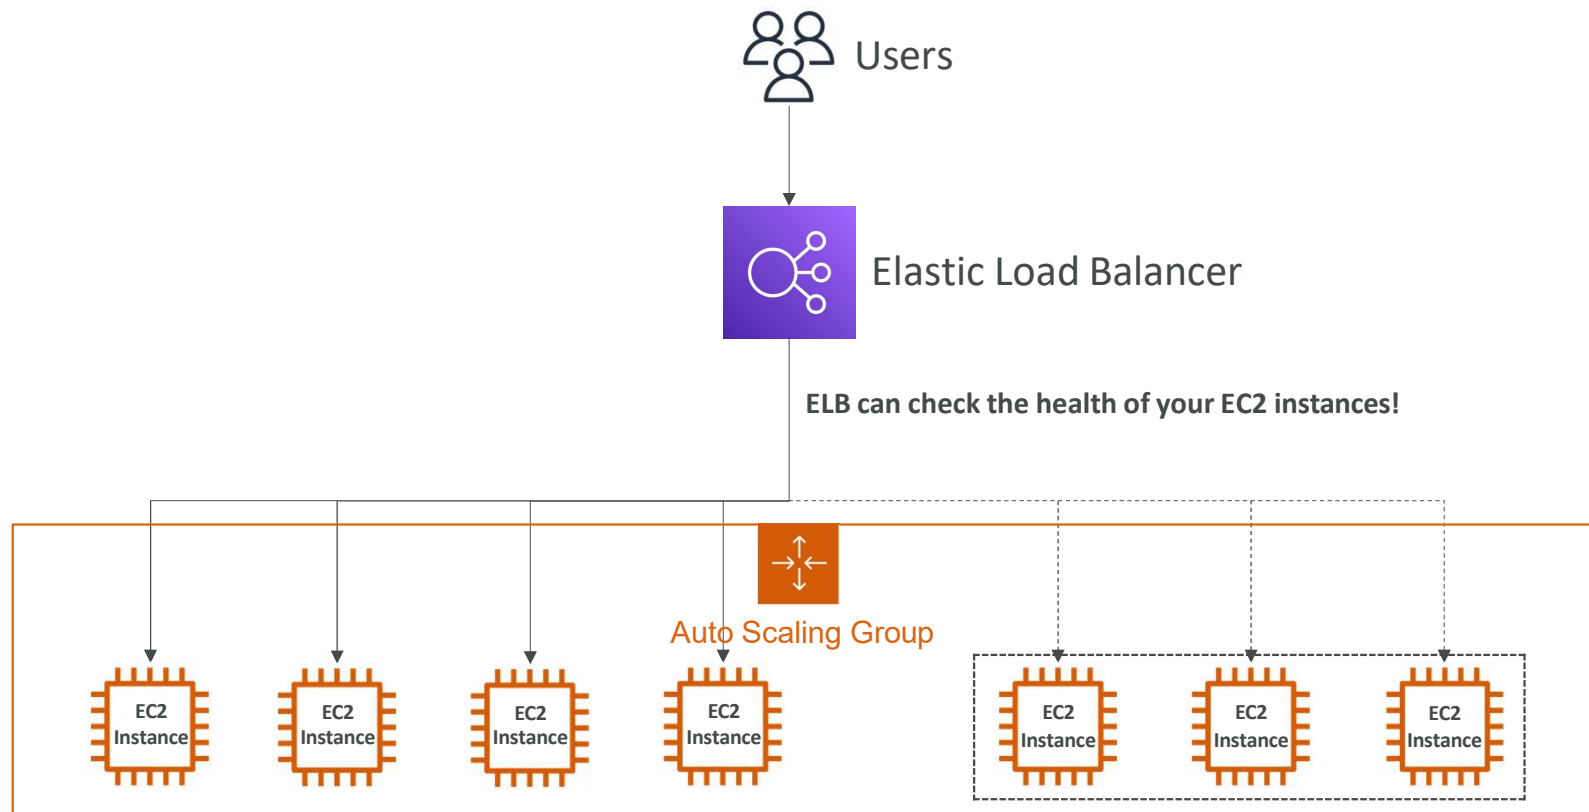 Users
Elastic Load Balancer
ELB can check the health of your EC2 instances!
Auto Scaling Group
EC2
Instance
EC2
Instance
EC2
Instance
EC2
Instance
EC2
Instance
EC2
Instance
EC2
Instance